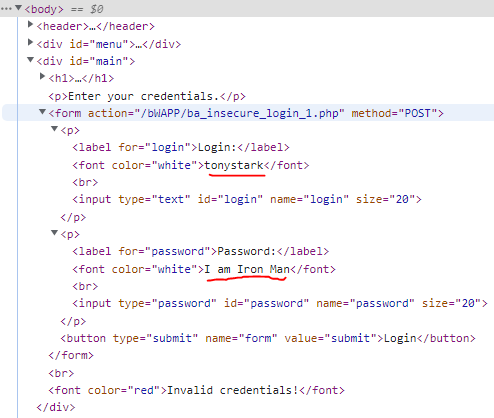 <body> == $0
<header>…</header>
<div id="menu">…</div>
<div id="main">
<h1>…</h1>
<p>Enter your credentials.</p>
<form action="/bWAPP/ba_insecure_login_1.php" method="POST">
<p>
<label for="login">Login:</label>
<font color="white">tonystark</font>
<br>
<input type="text" id="login" name="login" size="20">
</p>
<p>
<label for="password">Password:</label>
<font color="white">I am Iron Man</font>
<br>
<input type="password" id="password" name="password" size="20">
</p>
<button type="submit" name="form" value="submit">Login</button>
</form>
<br>
<font color="red">Invalid credentials!</font>
</div>